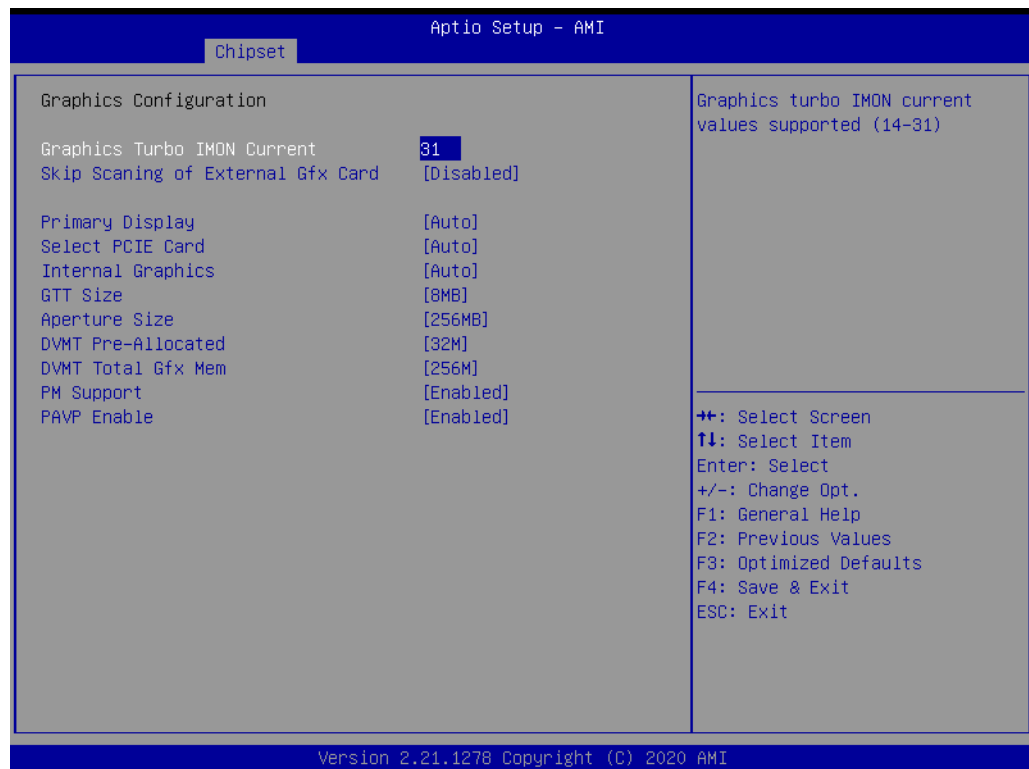 Aptio Setup – AMI
Chipset
Graphics Configuration
Graphics Turbo IMON Current 31
Skip Scaning of External Gfx Card [Disabled]
Primary Display [Auto]
Select PCIE Card [Auto]
Internal Graphics [Auto]
GTT Size [8MB]
Aperture Size [256MB]
DVMT Pre-Allocated [32M]
DVMT Total Gfx Mem [256M]
PM Support [Enabled]
PAVP Enable [Enabled]
Graphics turbo IMON current
values supported (14-31)
→←: Select Screen
↑↓: Select Item
Enter: Select
+/-: Change Opt.
F1: General Help
F2: Previous Values
F3: Optimized Defaults
F4: Save & Exit
ESC: Exit
Version 2.21.1278 Copyright (C) 2020 AMI